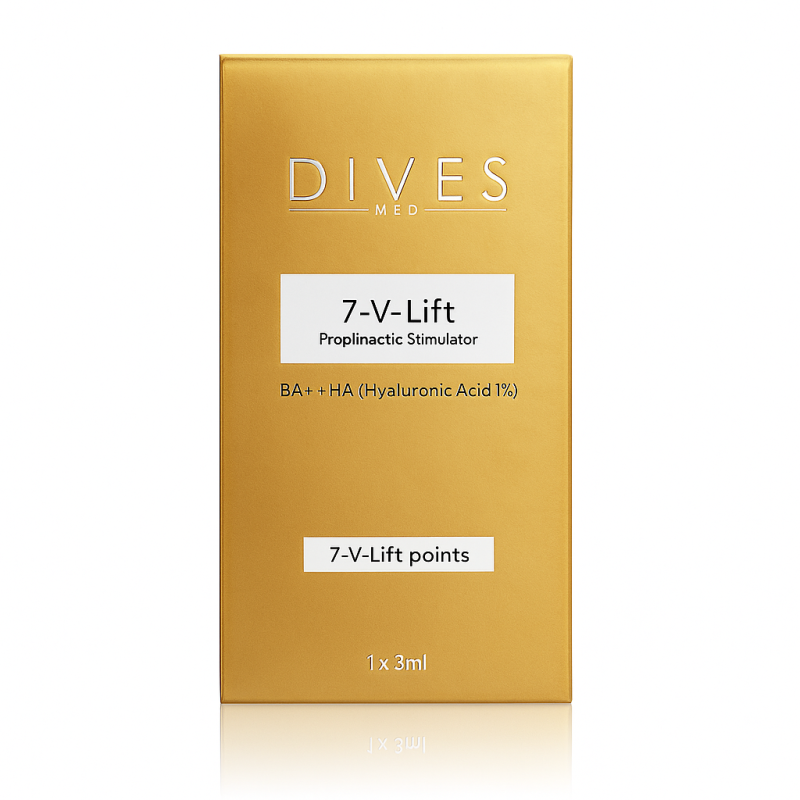 DIVES
MED
7-V-Lift
Proplinactic Stimulator
BA+ +HA (Hyaluronic Acid 1%)
7-V-Lift points
1 x 3ml